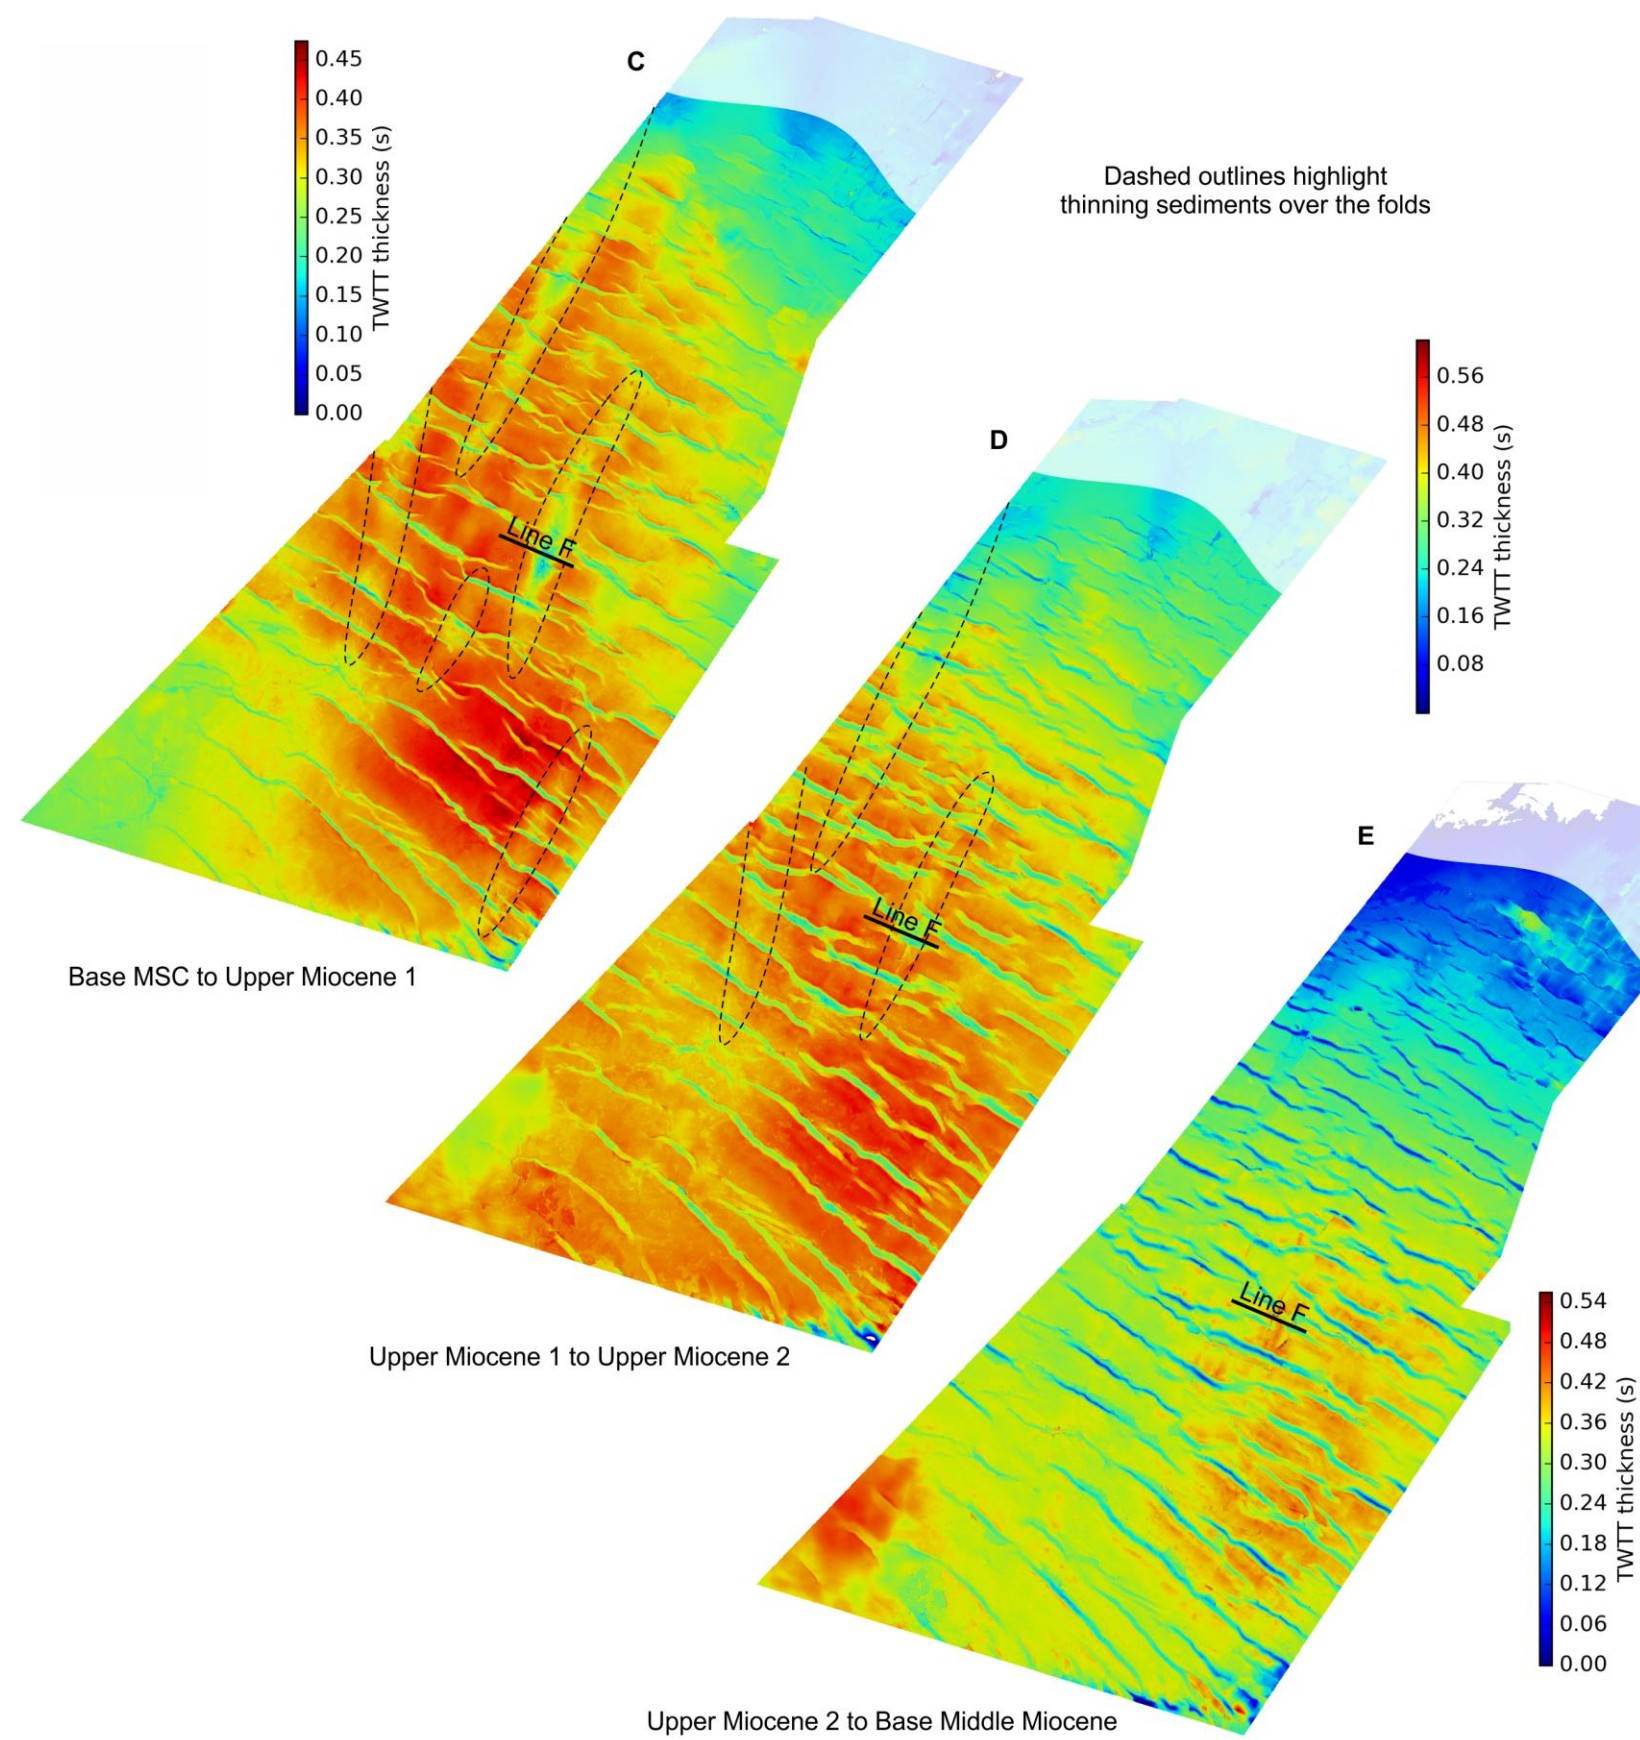 C
0.45
0.40
0.35
0.30
0.25
0.20
0.15
0.10
0.05
0.00
TWTT thickness (s)
Dashed outlines highlight
thinning sediments over the folds
Line F
Base MSC to Upper Miocene 1
D
0.56
0.48
0.40
0.32
0.24
0.16
0.08
TWTT thickness (s)
Line F
Upper Miocene 1 to Upper Miocene 2
E
Line F
0.54
0.48
0.42
0.36
0.30
0.24
0.18
0.12
0.06
0.00
TWTT thickness (s)
Upper Miocene 2 to Base Middle Miocene